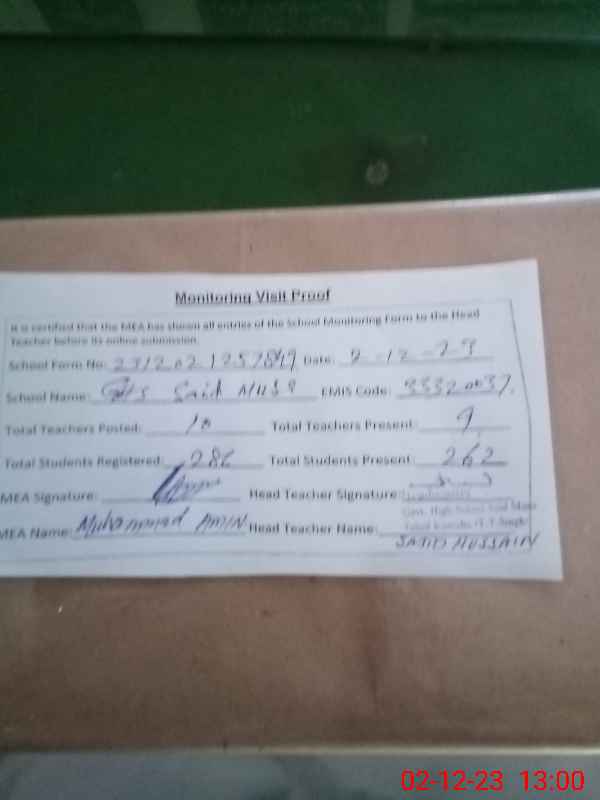 Monitoring Visit Proof
It is certified that the MEA has shown all entries of the School Monitoring Form to the Head
Teacher before its online submission.
School Form No: Date: 2-12-23
School Name: GHS Said Musa EMIS Code: 33320037
Total Teachers Posted: 10 Total Teachers Present: 9
Total Students Registered: 286 Total Students Present: 262
MEA Signature: Head Teacher Signature:
MEA Name: Muhammad AMIN Head Teacher Name:
HUSSAIN
02-12-23 13:00